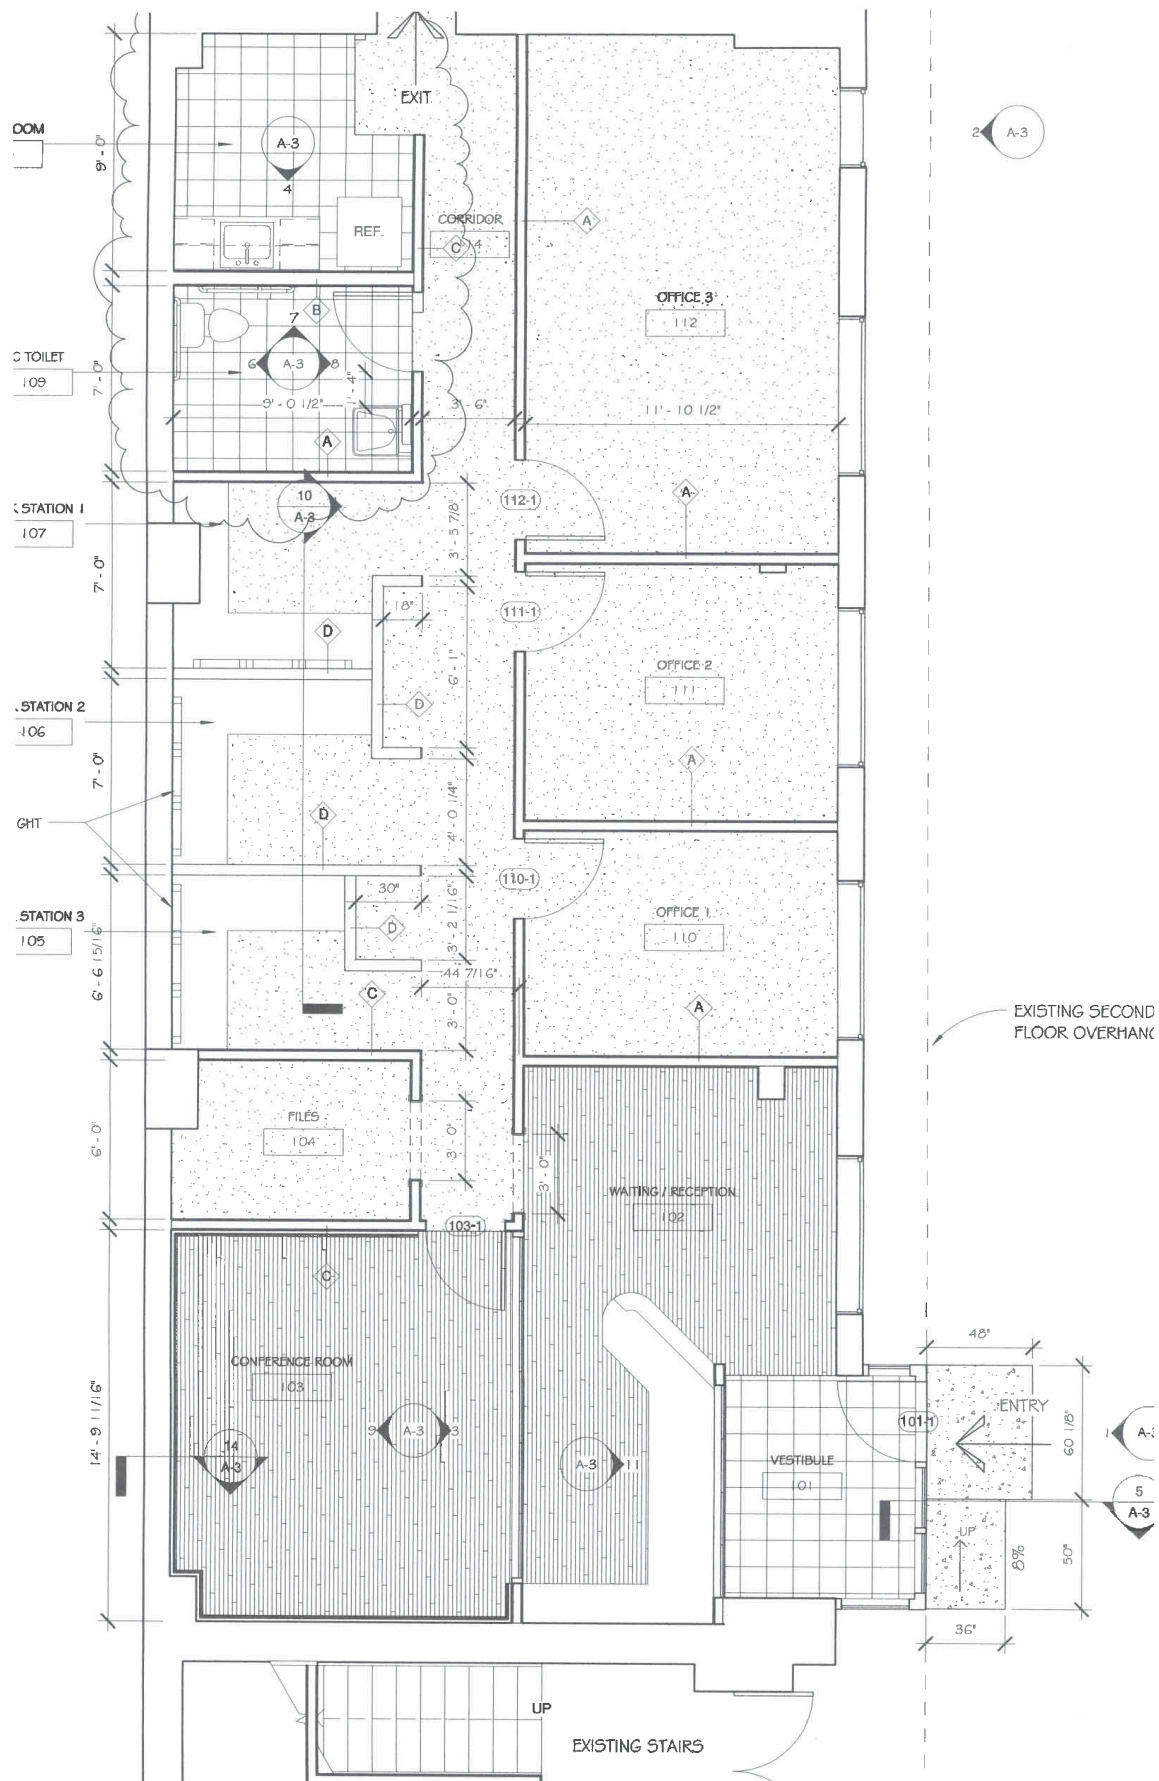 EXIT
OOM
A-3
4
9' - 0"
REF.
CORRIDOR
C
A
2
A-3
OFFICE 3
112
B
7
6
A-3
8
C TOILET
109
7' - 0"
9' - 0 1/2"
3' - 6"
11' - 10 1/2"
A
10
A-3
112-1
A
STATION 1
107
3' - 5 7/8"
7' - 0"
18"
111-1
D
6' - 1"
OFFICE 2
111
D
STATION 2
106
A
7' - 0"
D
4' - 0 1/4"
GHT
110-1
30"
STATION 3
105
D
3' - 2 1/16"
OFFICE 1
110
6' - 6 15/16"
44 7/16"
C
3' - 0"
A
EXISTING SECOND
FLOOR OVERHANG
FILES
104
6' - 0"
3' - 0"
3' - 0"
WAITING / RECEPTION
102
103-1
C
48"
CONFERENCE ROOM
103
14' - 9 11/16"
9
A-3
3
101-1
ENTRY
60 1/8"
1
A-3
14
A-3
A-3
11
VESTIBULE
101
5
A-3
UP
8%
50"
36"
UP
EXISTING STAIRS